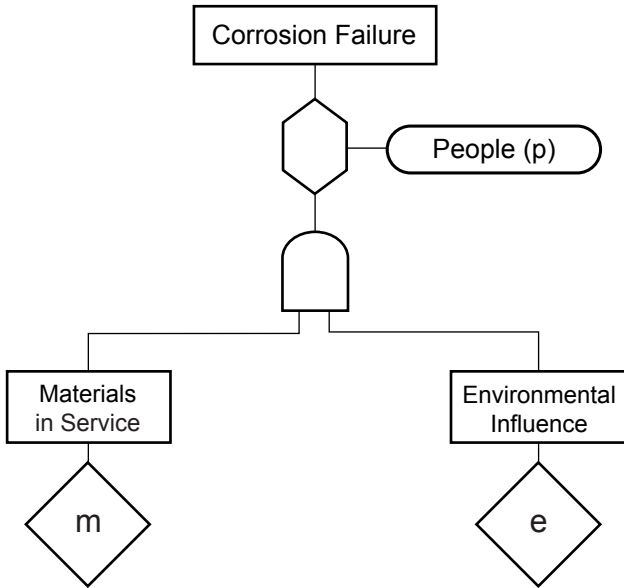 Corrosion Failure
People (p)
Materials
in Service
Environmental
Influence
m
e